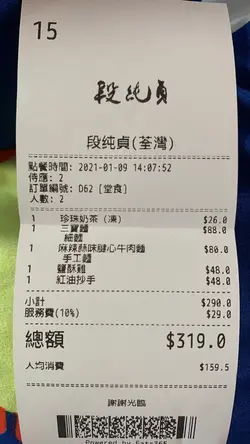 15
段純貞
段纯貞(荃灣)
點餐時間: 2021-01-09 14:07:52
侍應: 2
訂單編號: D62 [堂食]
人數: 2
1 珍珠奶茶 (凍) $26.0
1 三寶麵 $88.0
細麵
1 麻辣絲味腱心牛肉麵 $80.0
手工麵
1 鹽酥雞 $48.0
1 紅油抄手 $48.0
小計 $290.0
服務費(10%) $29.0
總額 $319.0
人均消費 $159.5
謝謝光臨
Powered by Eats365